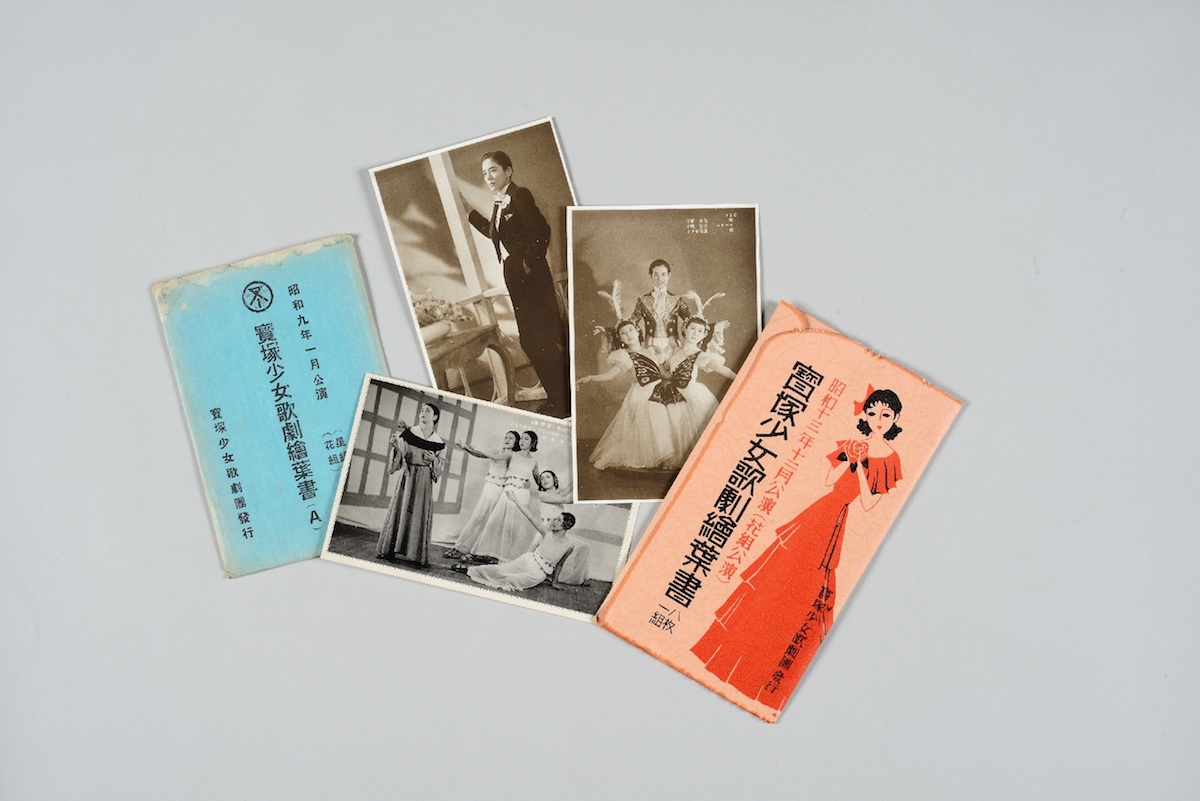 昭和九年一月公演
(星組
花組)
寶塚少女歌劇繪葉書(A)
寶塚少女歌劇團發行
昭和十三年十二月公演(花組公演)
寶塚少女歌劇繪葉書
八枚
一組
寶塚少女歌劇團發行